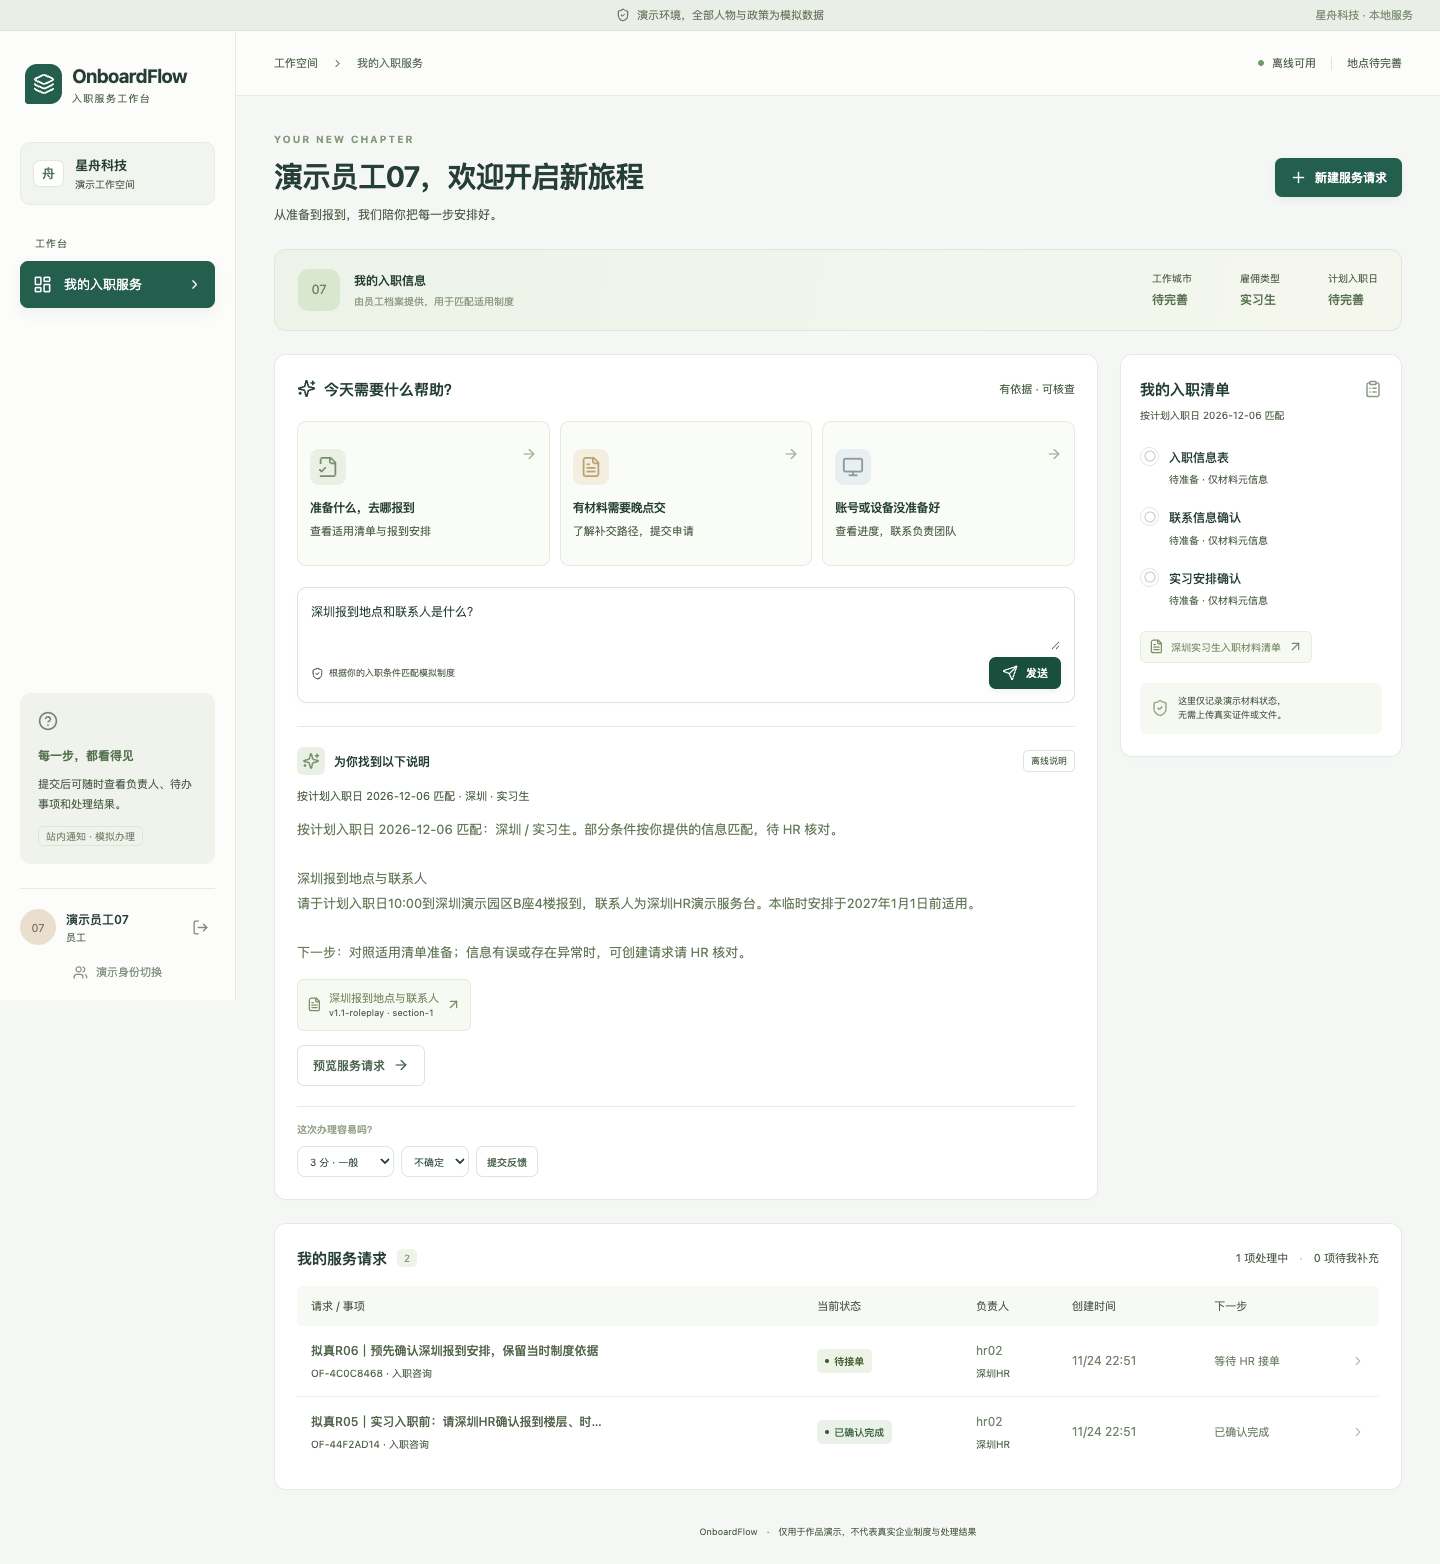 演示环境，全部人物与政策为模拟数据
星舟科技 · 本地服务
OnboardFlow
入职服务工作台
舟
星舟科技
演示工作空间
工作台
我的入职服务
每一步，都看得见
提交后可随时查看负责人、待办
事项和处理结果。
站内通知 · 模拟办理
07
演示员工07
员工
演示身份切换
工作空间
我的入职服务
离线可用
地点待完善
YOUR NEW CHAPTER
演示员工07，欢迎开启新旅程
从准备到报到，我们陪你把每一步安排好。
新建服务请求
07
我的入职信息
由员工档案提供，用于匹配适用制度
工作城市
待完善
雇佣类型
实习生
计划入职日
待完善
今天需要什么帮助？
有依据 · 可核查
准备什么，去哪报到
查看适用清单与报到安排
有材料需要晚点交
了解补交路径，提交申请
账号或设备没准备好
查看进度，联系负责团队
深圳报到地点和联系人是什么？
根据你的入职条件匹配模拟制度
发送
为你找到以下说明
离线说明
按计划入职日 2026-12-06 匹配 · 深圳 · 实习生
按计划入职日 2026-12-06 匹配：深圳 / 实习生。部分条件按你提供的信息匹配，待 HR 核对。
深圳报到地点与联系人
请于计划入职日10:00到深圳演示园区B座4楼报到，联系人为深圳HR演示服务台。本临时安排于2027年1月1日前适用。
下一步：对照适用清单准备；信息有误或存在异常时，可创建请求请 HR 核对。
深圳报到地点与联系人
v1.1-roleplay · section-1
预览服务请求
这次办理容易吗？
3 分 · 一般
不确定
提交反馈
我的入职清单
按计划入职日 2026-12-06 匹配
入职信息表
待准备 · 仅材料元信息
联系信息确认
待准备 · 仅材料元信息
实习安排确认
待准备 · 仅材料元信息
深圳实习生入职材料清单
这里仅记录演示材料状态，
无需上传真实证件或文件。
我的服务请求
2
1 项处理中 · 0 项待我补充
请求 / 事项
当前状态
负责人
创建时间
下一步
拟真R06｜预先确认深圳报到安排，保留当时制度依据
OF-4C0C8468 · 入职咨询
待接单
hr02
深圳HR
11/24 22:51
等待 HR 接单
拟真R05｜实习入职前：请深圳HR确认报到楼层、时...
OF-44F2AD14 · 入职咨询
已确认完成
hr02
深圳HR
11/24 22:51
已确认完成
OnboardFlow · 仅用于作品演示，不代表真实企业制度与处理结果